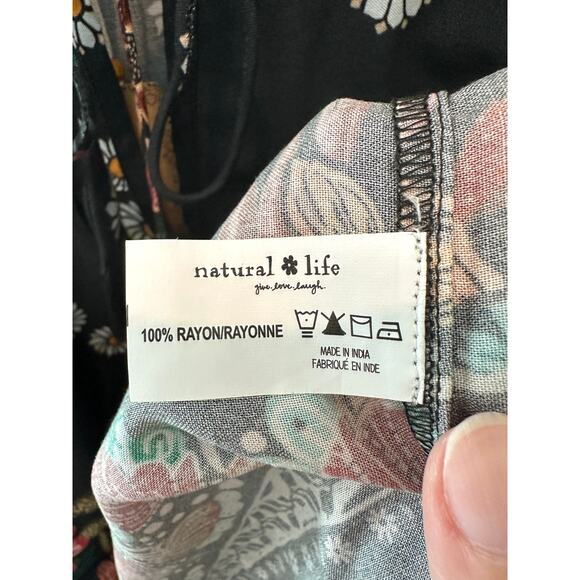 natural life
give. love. laugh.
100% RAYON/RAYONNE
MADE IN INDIA
FABRIQUÉ EN INDE